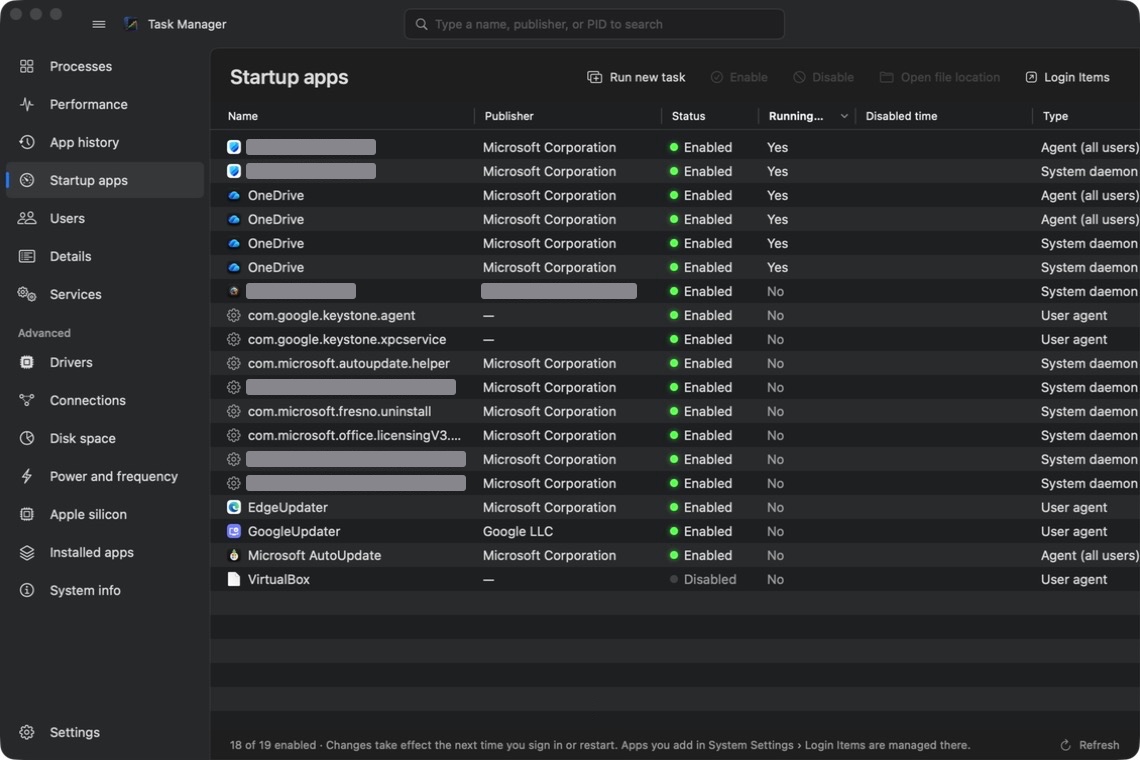 Task Manager
Type a name, publisher, or PID to search
Processes
Performance
App history
Startup apps
Users
Details
Services
Advanced
Drivers
Connections
Disk space
Power and frequency
Apple silicon
Installed apps
System info
Settings
Startup apps
Run new task Enable Disable Open file location Login Items
Name Publisher Status Running... Disabled time Type
Microsoft Corporation Enabled Yes Agent (all users)
Microsoft Corporation Enabled Yes System daemon
OneDrive Microsoft Corporation Enabled Yes Agent (all users)
OneDrive Microsoft Corporation Enabled Yes Agent (all users)
OneDrive Microsoft Corporation Enabled Yes System daemon
OneDrive Microsoft Corporation Enabled Yes System daemon
Enabled No System daemon
com.google.keystone.agent — Enabled No User agent
com.google.keystone.xpcservice — Enabled No User agent
com.microsoft.autoupdate.helper Microsoft Corporation Enabled No System daemon
Microsoft Corporation Enabled No System daemon
com.microsoft.fresno.uninstall Microsoft Corporation Enabled No System daemon
com.microsoft.office.licensingV3.... Microsoft Corporation Enabled No System daemon
Microsoft Corporation Enabled No System daemon
Microsoft Corporation Enabled No System daemon
EdgeUpdater Microsoft Corporation Enabled No User agent
GoogleUpdater Google LLC Enabled No User agent
Microsoft AutoUpdate Microsoft Corporation Enabled No Agent (all users)
VirtualBox — Disabled No User agent
18 of 19 enabled · Changes take effect the next time you sign in or restart. Apps you add in System Settings › Login Items are managed there.
Refresh